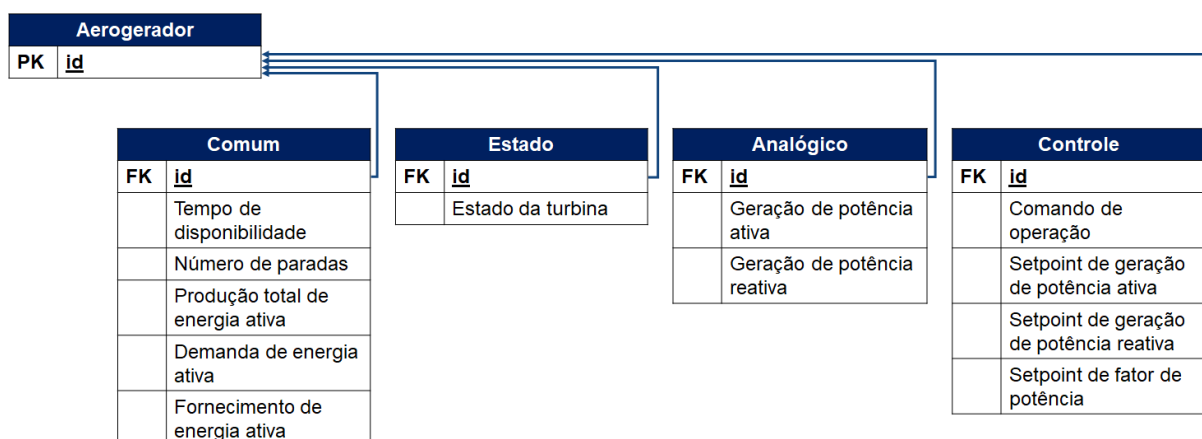 Aerogerador
PK id
Comum
FK id
Tempo de
disponibilidade
Número de paradas
Produção total de
energia ativa
Demanda de energia
ativa
Fornecimento de
energia ativa
Estado
FK id
Estado da turbina
Analógico
FK id
Geração de potência
ativa
Geração de potência
reativa
Controle
FK id
Comando de
operação
Setpoint de geração
de potência ativa
Setpoint de geração
de potência reativa
Setpoint de fator de
potência